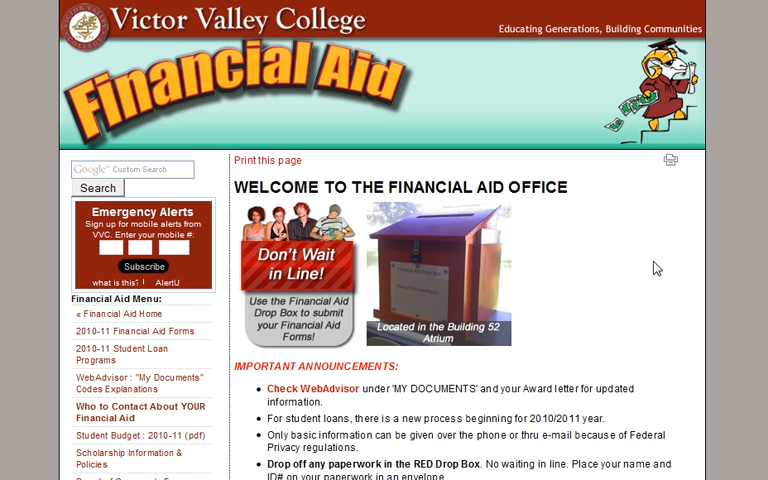 Victor Valley College
Educating Generations, Building Communities
Financial Aid
Google Custom Search
Search
Emergency Alerts
Sign up for mobile alerts from
VVC. Enter your mobile #:
Subscribe
what is this? | AlertU
Financial Aid Menu:
« Financial Aid Home
2010-11 Financial Aid Forms
2010-11 Student Loan
Programs
WebAdvisor : "My Documents"
Codes Explanations
Who to Contact About YOUR
Financial Aid
Student Budget : 2010-11 (pdf)
Scholarship Information &
Policies
Print this page
WELCOME TO THE FINANCIAL AID OFFICE
Don't Wait
in Line!
Use the Financial Aid
Drop Box to submit
your Financial Aid
Forms!
Financial Aid Drop Box
Located in the Building 52
Atrium
IMPORTANT ANNOUNCEMENTS:
Check WebAdvisor under 'MY DOCUMENTS' and your Award letter for updated
information.
For student loans, there is a new process beginning for 2010/2011 year.
Only basic information can be given over the phone or thru e-mail because of Federal
Privacy regulations.
Drop off any paperwork in the RED Drop Box. No waiting in line. Place your name and
ID# on your paperwork in an envelope